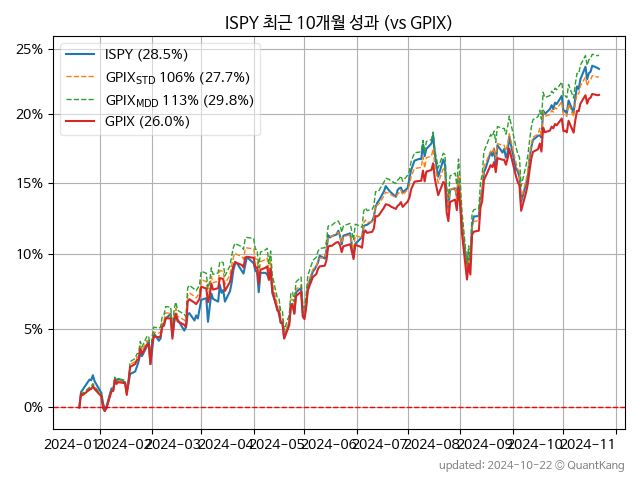 ISPY 최근 10개월 성과 (vs GPIX)
25%
20%
15%
10%
5%
0%
ISPY (28.5%)
GPIXSTD 106% (27.7%)
GPIXMDD 113% (29.8%)
GPIX (26.0%)
2024-01 2024-02 2024-03 2024-04 2024-05 2024-06 2024-07 2024-08 2024-09 2024-10 2024-11
updated: 2024-10-22 © QuantKang